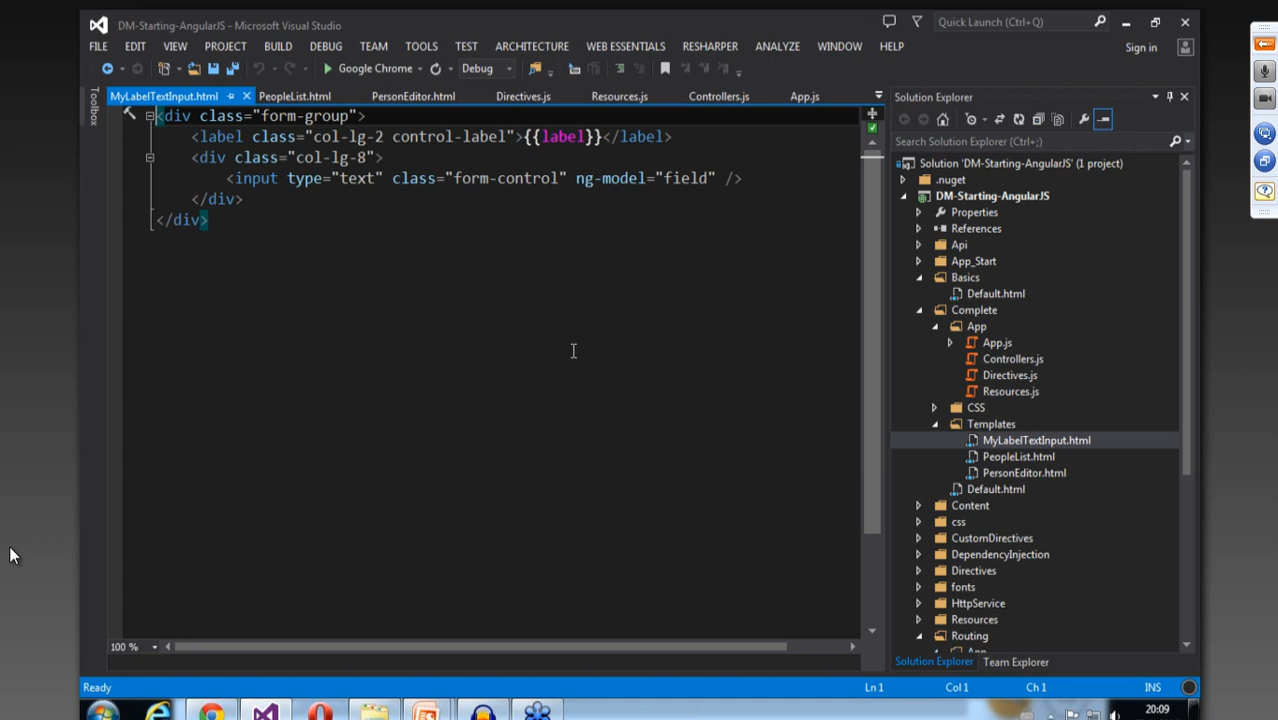 DM-Starting-AngularJS - Microsoft Visual Studio
Quick Launch (Ctrl+Q)
FILE EDIT VIEW PROJECT BUILD DEBUG TEAM TOOLS TEST ARCHITECTURE WEB ESSENTIALS RESHARPER ANALYZE WINDOW HELP
Sign in
Google Chrome
Debug
Toolbox
MyLabelTextInput.html PeopleList.html PersonEditor.html Directives.js Resources.js Controllers.js App.js
<div class="form-group">
<label class="col-lg-2 control-label">{{label}}</label>
<div class="col-lg-8">
<input type="text" class="form-control" ng-model="field" />
</div>
</div>
100 %
Solution Explorer
Search Solution Explorer (Ctrl+;)
Solution 'DM-Starting-AngularJS' (1 project)
.nuget
DM-Starting-AngularJS
Properties
References
Api
App_Start
Basics
Default.html
Complete
App
App.js
Controllers.js
Directives.js
Resources.js
CSS
Templates
MyLabelTextInput.html
PeopleList.html
PersonEditor.html
Default.html
Content
css
CustomDirectives
DependencyInjection
Directives
fonts
HttpService
Resources
Routing
Solution Explorer Team Explorer
Ready
Ln 1 Col 1 Ch 1 INS
20:09